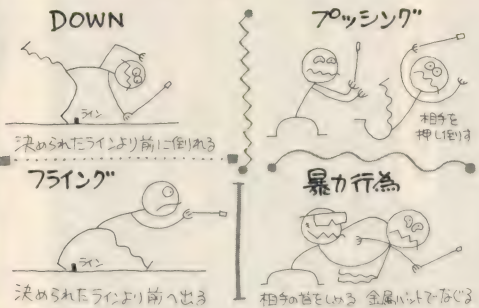 DOWN
ライン
決められたラインより前に倒れる
プッシング
相手を
押し倒す
フライング
ライン
決められたラインより前へ出る
暴力行為
相手の首をしめる 金属バットでなぐる